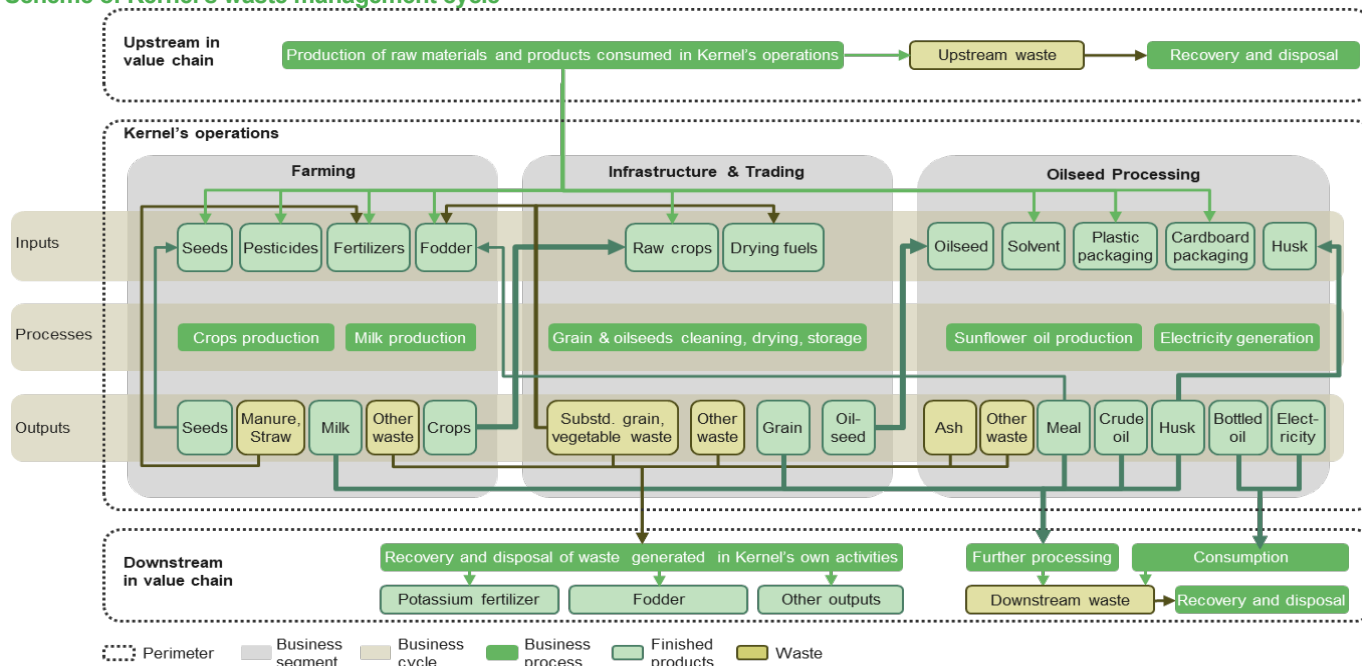 Scheme of Kernel's waste management cycle
Upstream in
value chain
Production of raw materials and products consumed in Kernel's operations
Upstream waste
Recovery and disposal
Kernel's operations
Farming
Infrastructure & Trading
Oilseed Processing
Inputs
Seeds
Pesticides
Fertilizers
Fodder
Raw crops
Drying fuels
Oilseed
Solvent
Plastic
packaging
Cardboard
packaging
Husk
Processes
Crops production
Milk production
Grain & oilseeds cleaning, drying, storage
Sunflower oil production
Electricity generation
Outputs
Seeds
Manure,
Straw
Milk
Other
waste
Crops
Substd. grain,
vegetable waste
Other
waste
Grain
Oil-
seed
Ash
Other
waste
Meal
Crude
oil
Husk
Bottled
oil
Elect-
ricity
Downstream
in value chain
Recovery and disposal of waste generated in Kernel's own activities
Further processing
Consumption
Potassium fertilizer
Fodder
Other outputs
Downstream waste
Recovery and disposal
Perimeter
Business
segment
Business
cycle
Business
process
Finished
products
Waste